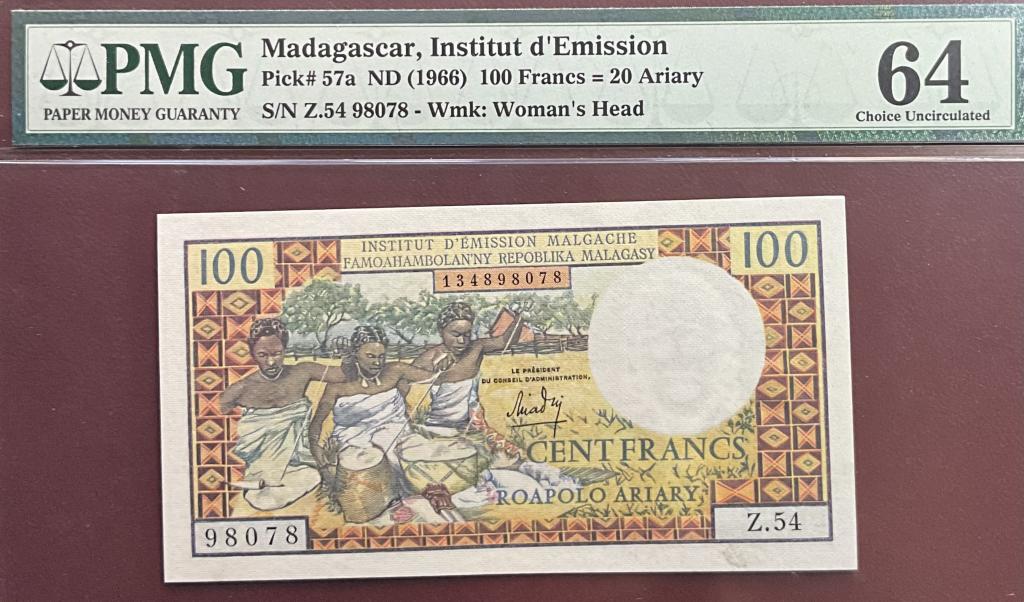 PMG
PAPER MONEY GUARANTY
Madagascar, Institut d'Emission
Pick# 57a ND (1966) 100 Francs = 20 Ariary
S/N Z.54 98078 - Wmk: Woman's Head
64
Choice Uncirculated
INSTITUT D'ÉMISSION MALGACHE
FAMOAHAMBOLAN'NY REPOBLIKA MALAGASY
100
100
134898078
LE PRÉSIDENT
DU CONSEIL D'ADMINISTRATION,
CENT FRANCS
ROAPOLO ARIARY
98078
Z.54